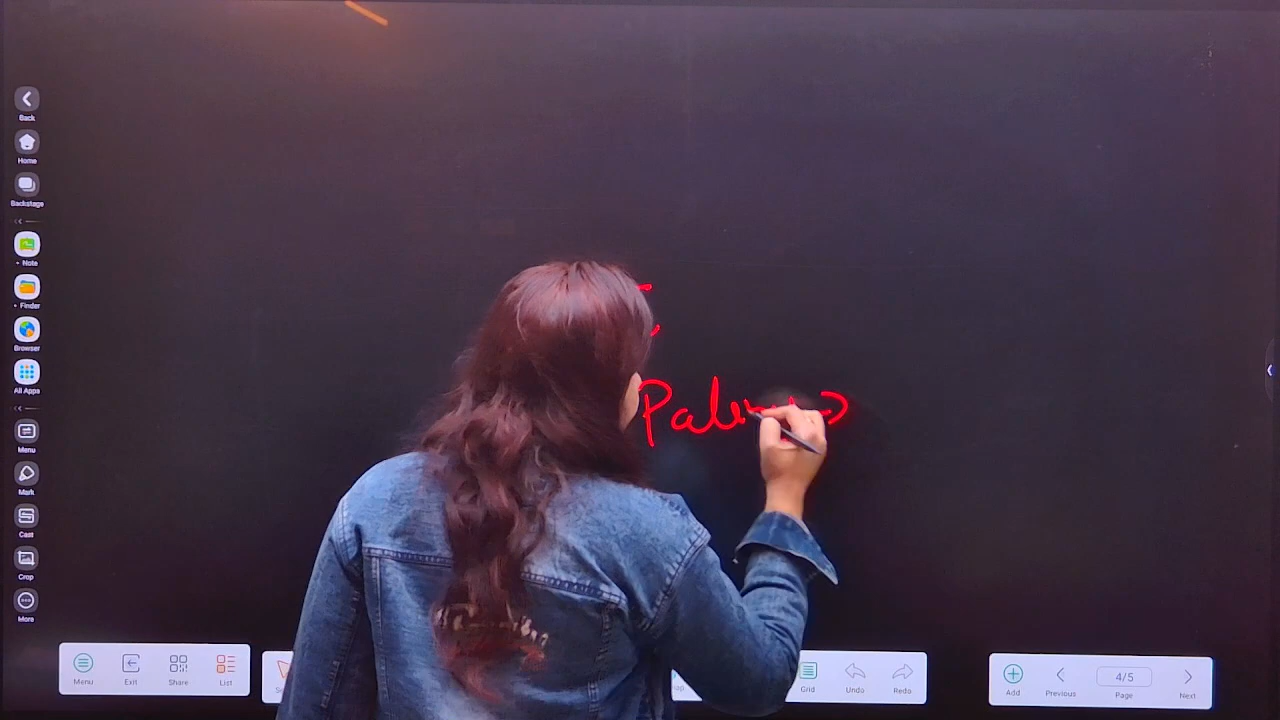 Back
Home
Backstage
Note
Finder
Browser
All Apps
Menu
Mark
Cast
Crop
More
Menu Exit Share List
Grid Undo Redo
Add Previous 4/5 Page Next